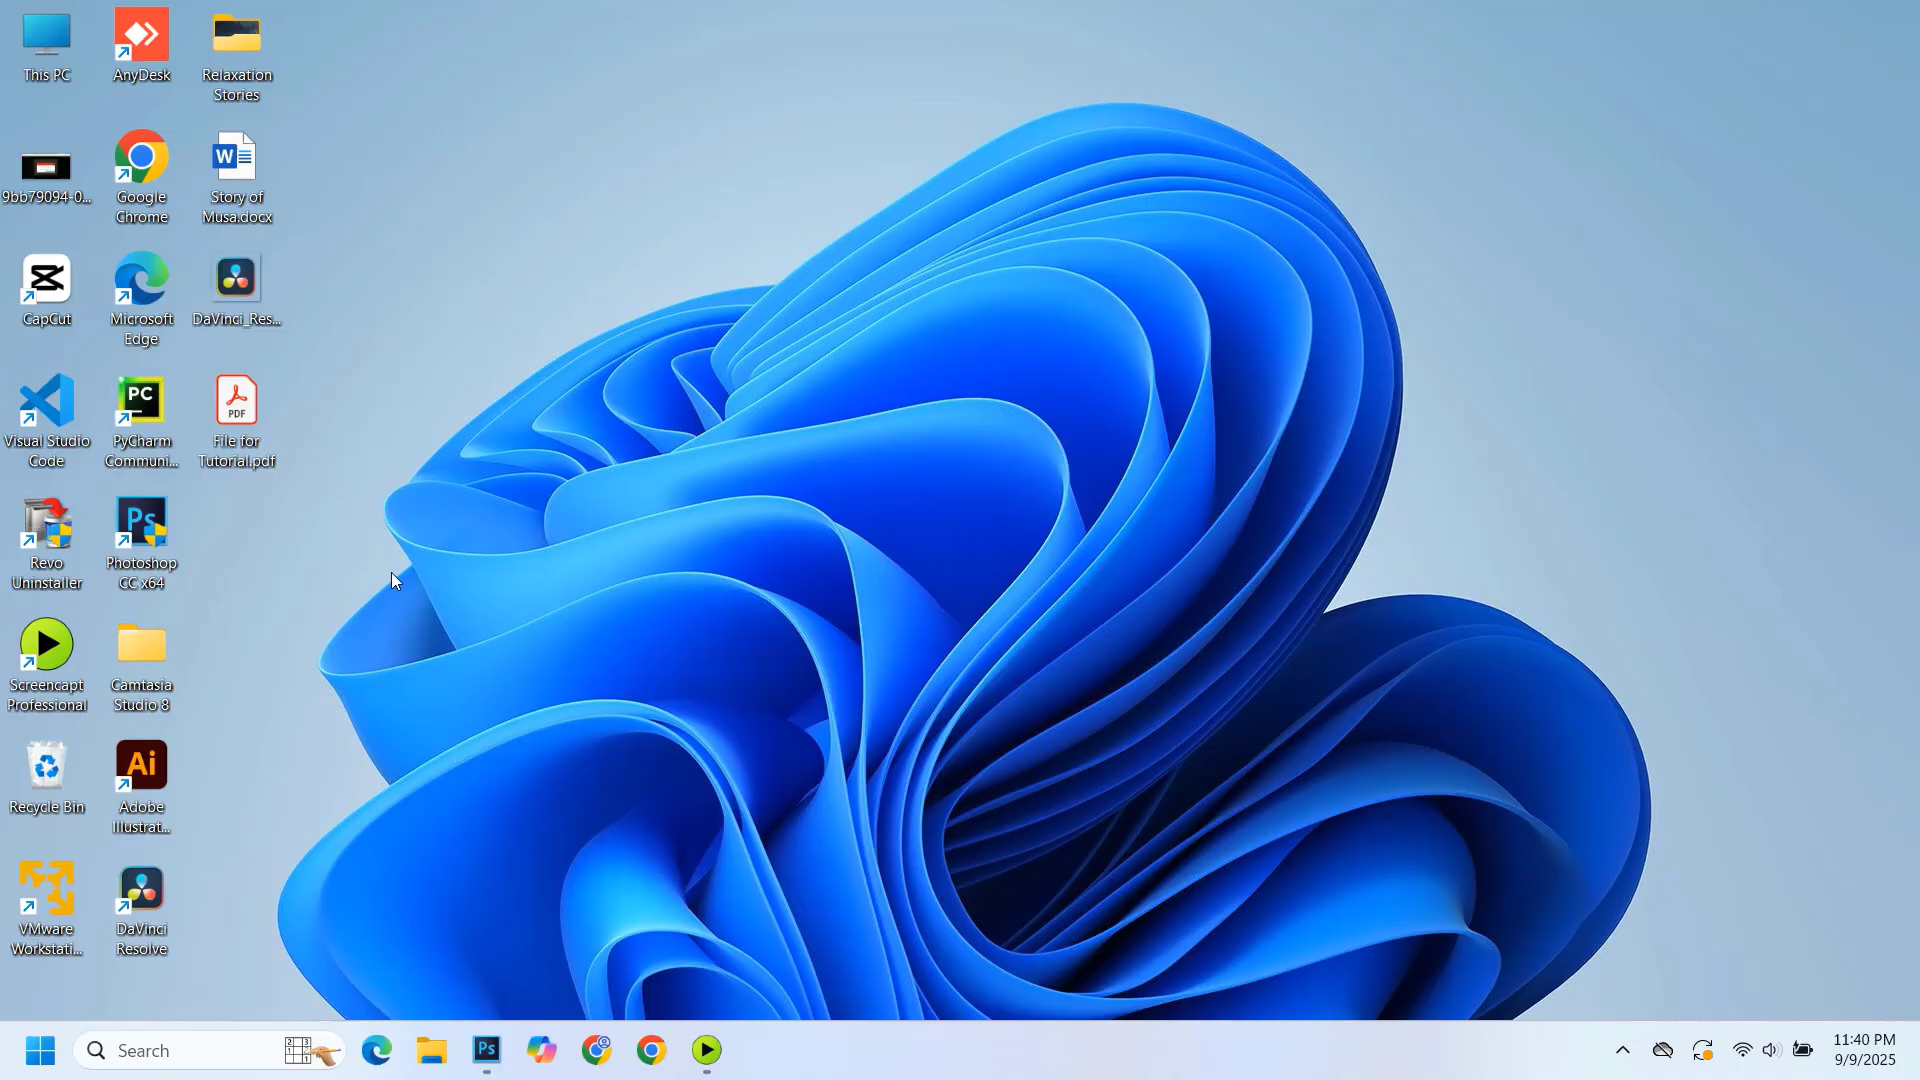 This PC
AnyDesk
Relaxation
Stories
9bb79094-0...
Google
Chrome
W
Story of
Musa.docx
CapCut
Microsoft
Edge
DaVinci_Res...
Visual Studio
Code
PC
PyCharm
Communi...
PDF
File for
Tutorial.pdf
Revo
Uninstaller
Ps
Photoshop
CC x64
Screencapt
Professional
Camtasia
Studio 8
Recycle Bin
Ai
Adobe
Illustrat...
VMware
Workstati...
DaVinci
Resolve
Search
Ps
11:40 PM
9/9/2025